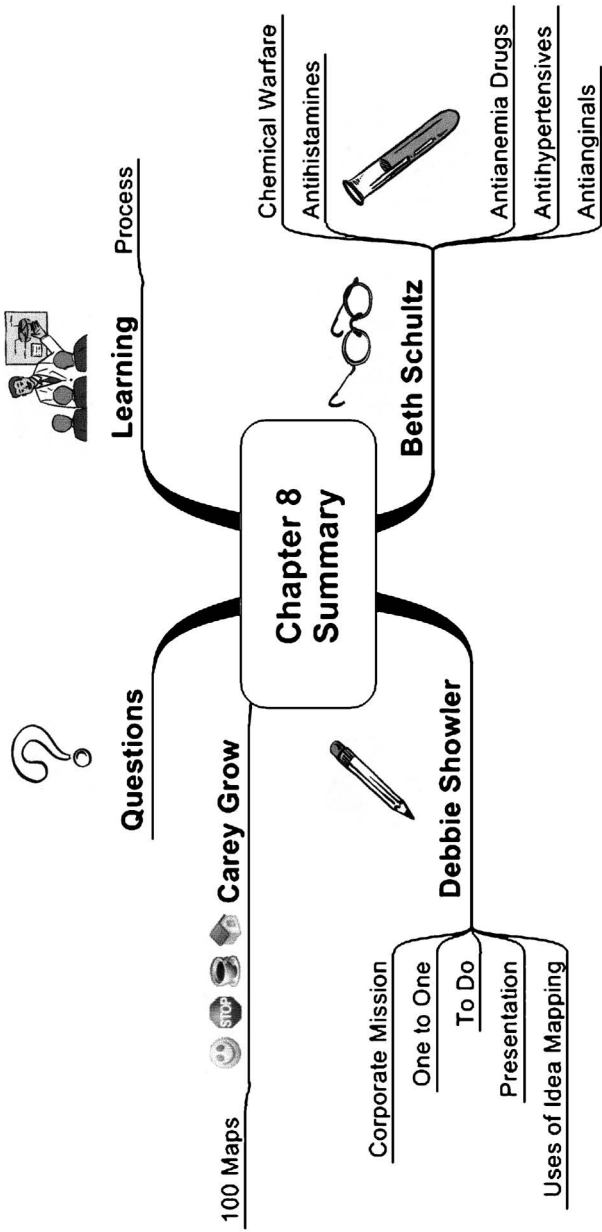 Chapter 8
Summary
Learning
Process
Beth Schultz
Chemical Warfare
Antihistamines
Antianemia Drugs
Antihypertensives
Antianginals
Debbie Showler
Corporate Mission
One to One
To Do
Presentation
Uses of Idea Mapping
Carey Grow
STOP
100 Maps
Questions